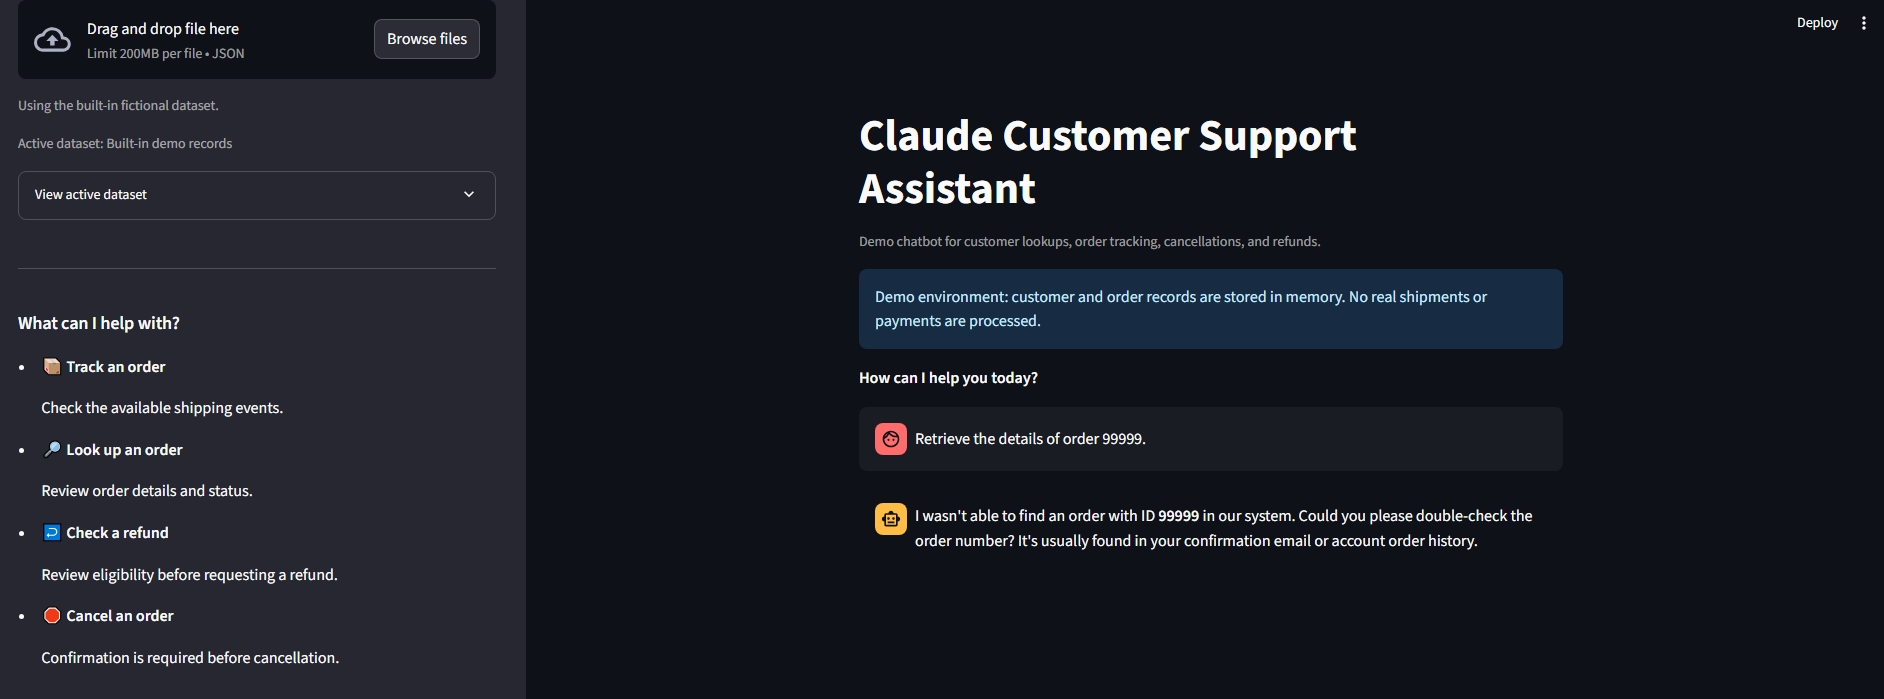 Drag and drop file here
Limit 200MB per file • JSON
Browse files
Using the built-in fictional dataset.
Active dataset: Built-in demo records
View active dataset
What can I help with?
• Track an order
Check the available shipping events.
• Look up an order
Review order details and status.
• Check a refund
Review eligibility before requesting a refund.
• Cancel an order
Confirmation is required before cancellation.
Deploy
Claude Customer Support
Assistant
Demo chatbot for customer lookups, order tracking, cancellations, and refunds.
Demo environment: customer and order records are stored in memory. No real shipments or
payments are processed.
How can I help you today?
Retrieve the details of order 99999.
I wasn't able to find an order with ID 99999 in our system. Could you please double-check the
order number? It's usually found in your confirmation email or account order history.